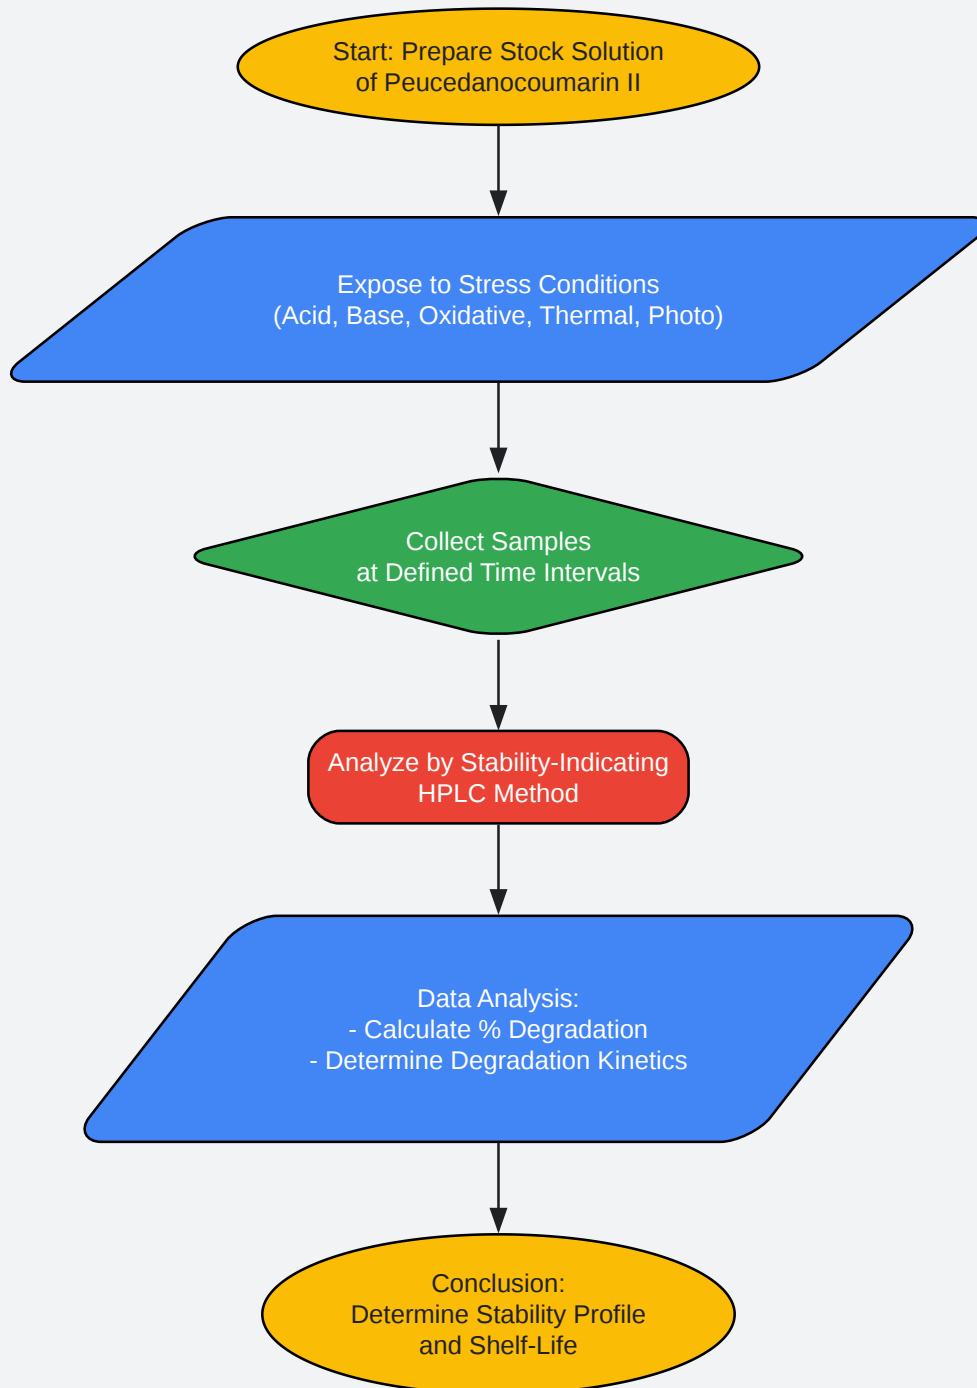 Start: Prepare Stock Solution
of Peucedanocoumarin II
Expose to Stress Conditions
(Acid, Base, Oxidative, Thermal, Photo)
Collect Samples
at Defined Time Intervals
Analyze by Stability-Indicating
HPLC Method
Data Analysis:
- Calculate % Degradation
- Determine Degradation Kinetics
Conclusion:
Determine Stability Profile
and Shelf-Life